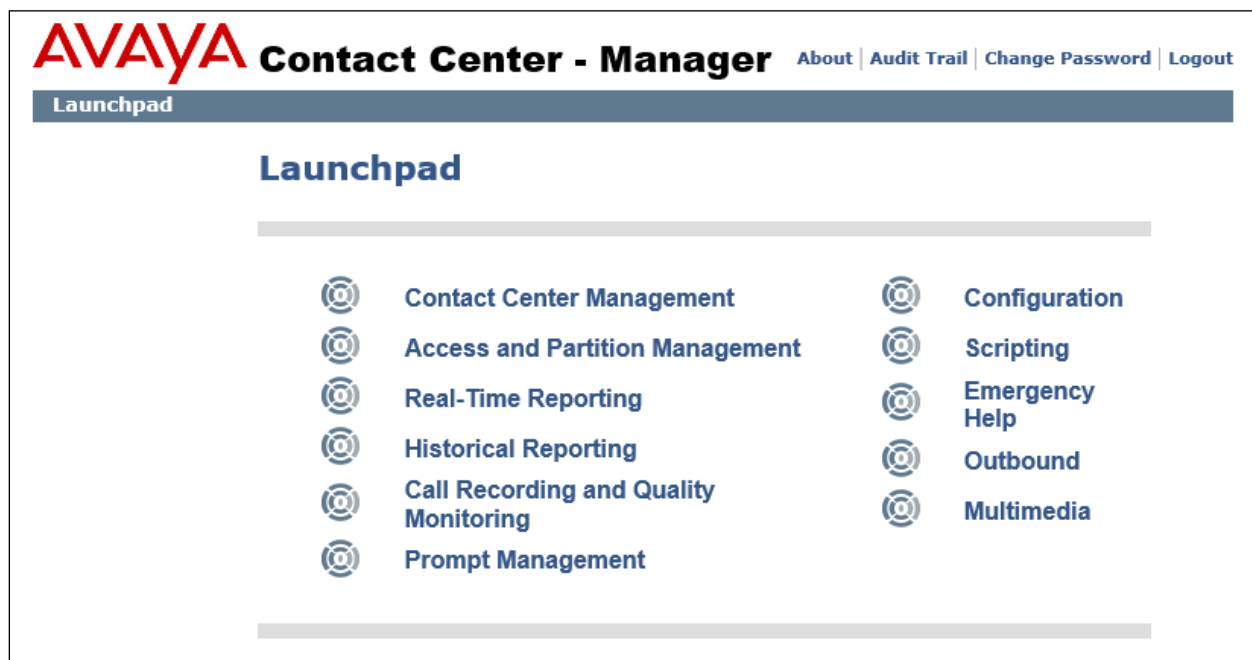 AVAYA Contact Center - Manager About | Audit Trail | Change Password | Logout
Launchpad
Launchpad
Contact Center Management
Access and Partition Management
Real-Time Reporting
Historical Reporting
Call Recording and Quality
Monitoring
Prompt Management
Configuration
Scripting
Emergency
Help
Outbound
Multimedia